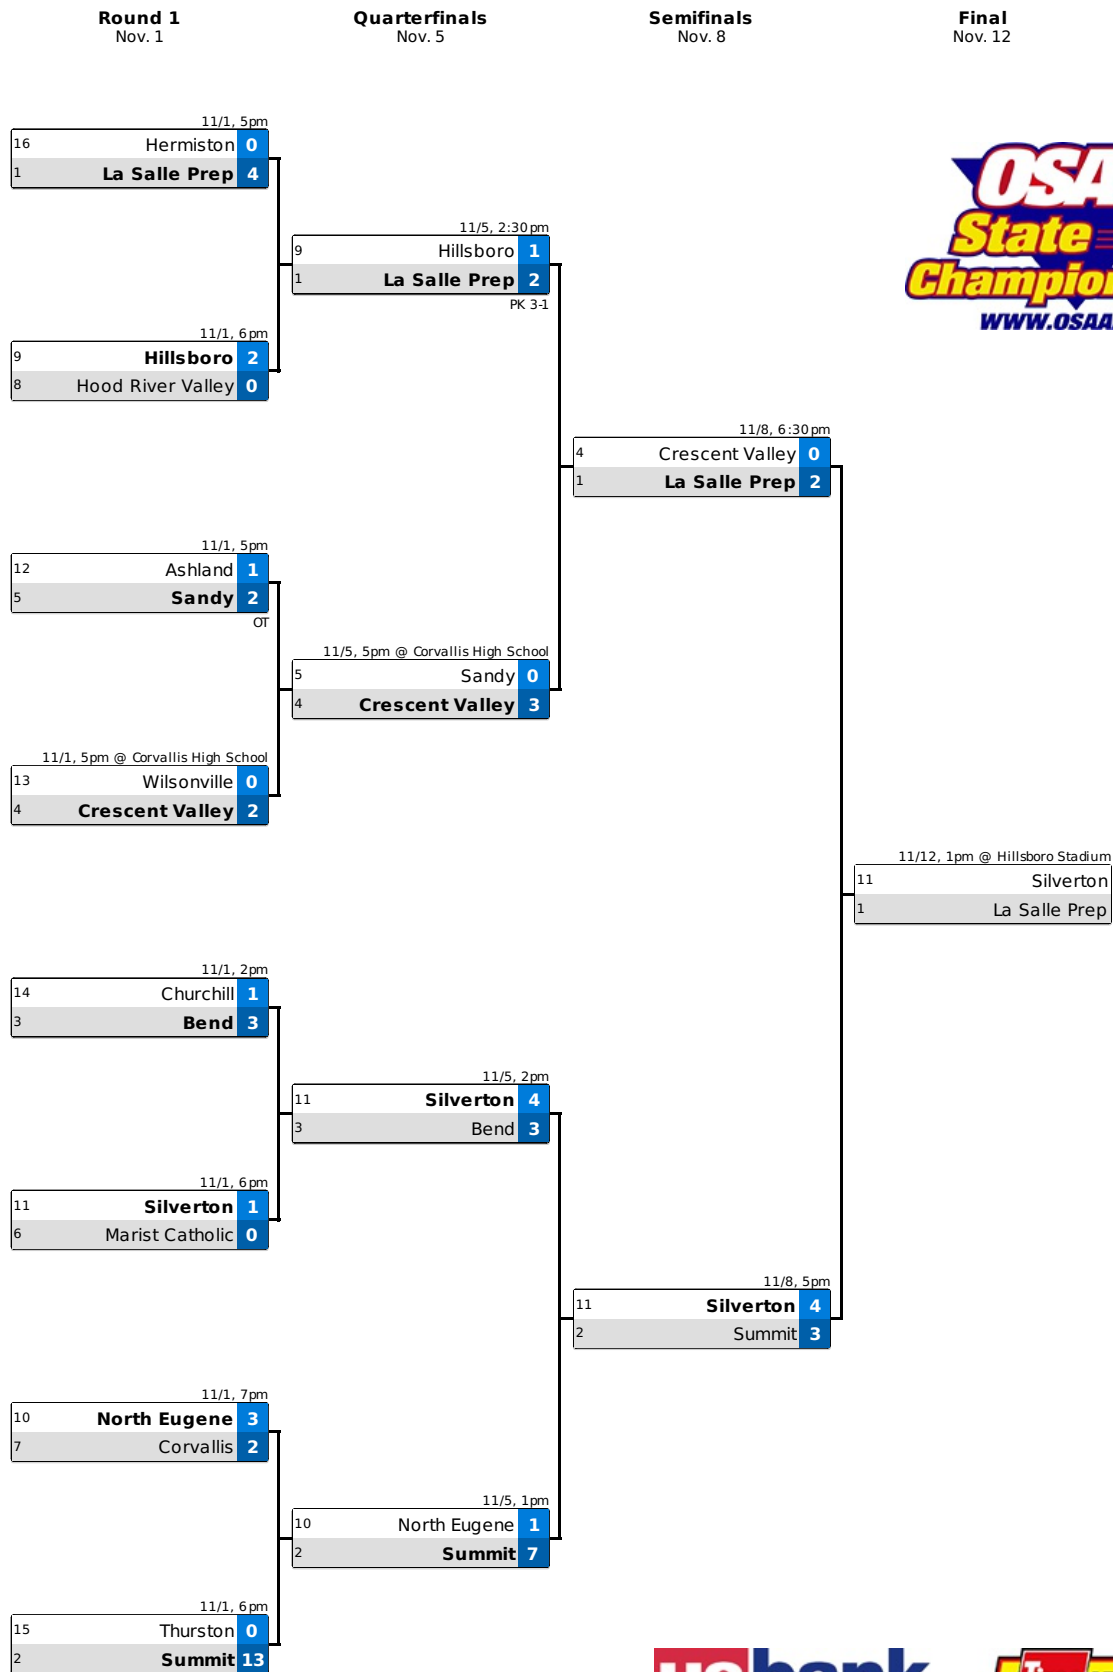 Round 1 Quarterfinals Semifinals Final
Nov. 1 Nov. 5 Nov. 8 Nov. 12
11/1, 5pm
16 Hermiston 0
1 La Salle Prep 4
11/5, 2:30pm
9 Hillsboro 1
1 La Salle Prep 2
PK 3-1
11/1, 6pm
9 Hillsboro 2
8 Hood River Valley 0
11/8, 6:30pm
4 Crescent Valley 0
1 La Salle Prep 2
11/1, 5pm
12 Ashland 1
5 Sandy 2
OT
11/5, 5pm @ Corvallis High School
5 Sandy 0
4 Crescent Valley 3
11/1, 5pm @ Corvallis High School
13 Wilsonville 0
4 Crescent Valley 2
11/12, 1pm @ Hillsboro Stadium
11 Silverton
1 La Salle Prep
11/1, 2pm
14 Churchill 1
3 Bend 3
11/5, 2pm
11 Silverton 4
3 Bend 3
11/1, 6pm
11 Silverton 1
6 Marist Catholic 0
11/8, 5pm
11 Silverton 4
2 Summit 3
11/1, 7pm
10 North Eugene 3
7 Corvallis 2
11/5, 1pm
10 North Eugene 1
2 Summit 7
11/1, 6pm
15 Thurston 0
2 Summit 13
OSA
State
Champio
WWW.OSAA
usbank